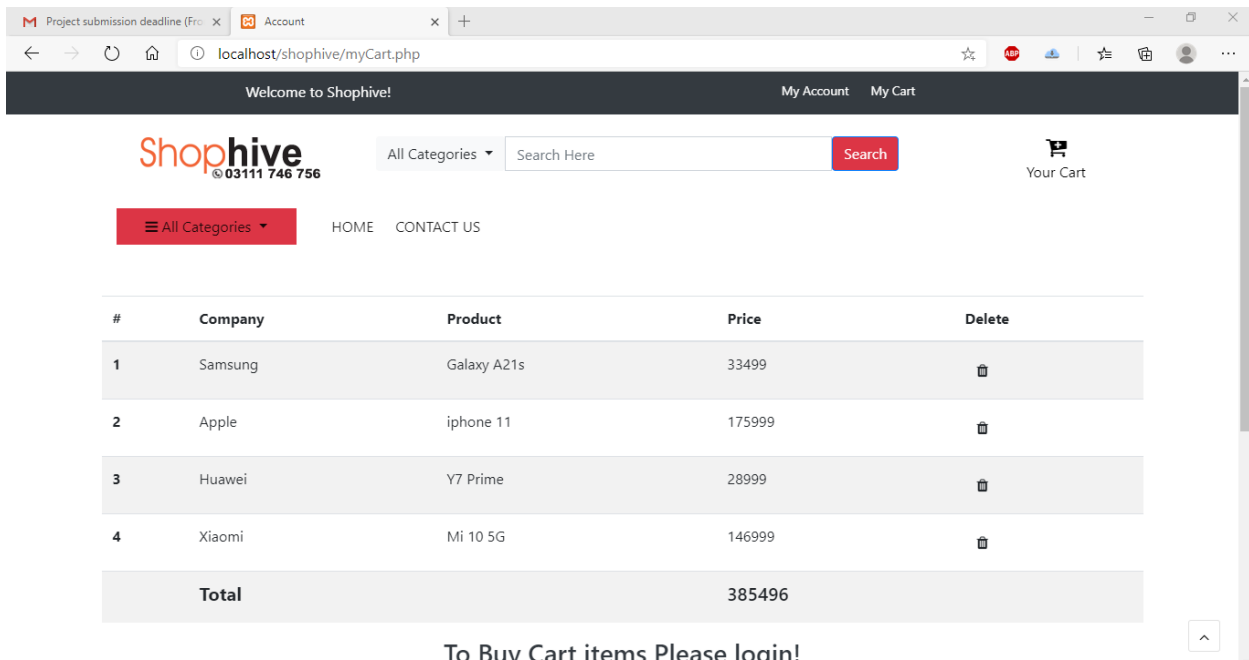 Project submission deadline (Fro
Account
localhost/shophive/myCart.php
ABP
Welcome to Shophive! My Account My Cart
Shophive
03111 746 756
All Categories Search Here Search
Your Cart
All Categories HOME CONTACT US
# Company Product Price Delete
1 Samsung Galaxy A21s 33499
2 Apple iphone 11 175999
3 Huawei Y7 Prime 28999
4 Xiaomi Mi 10 5G 146999
Total 385496
To Buy Cart items Please login!